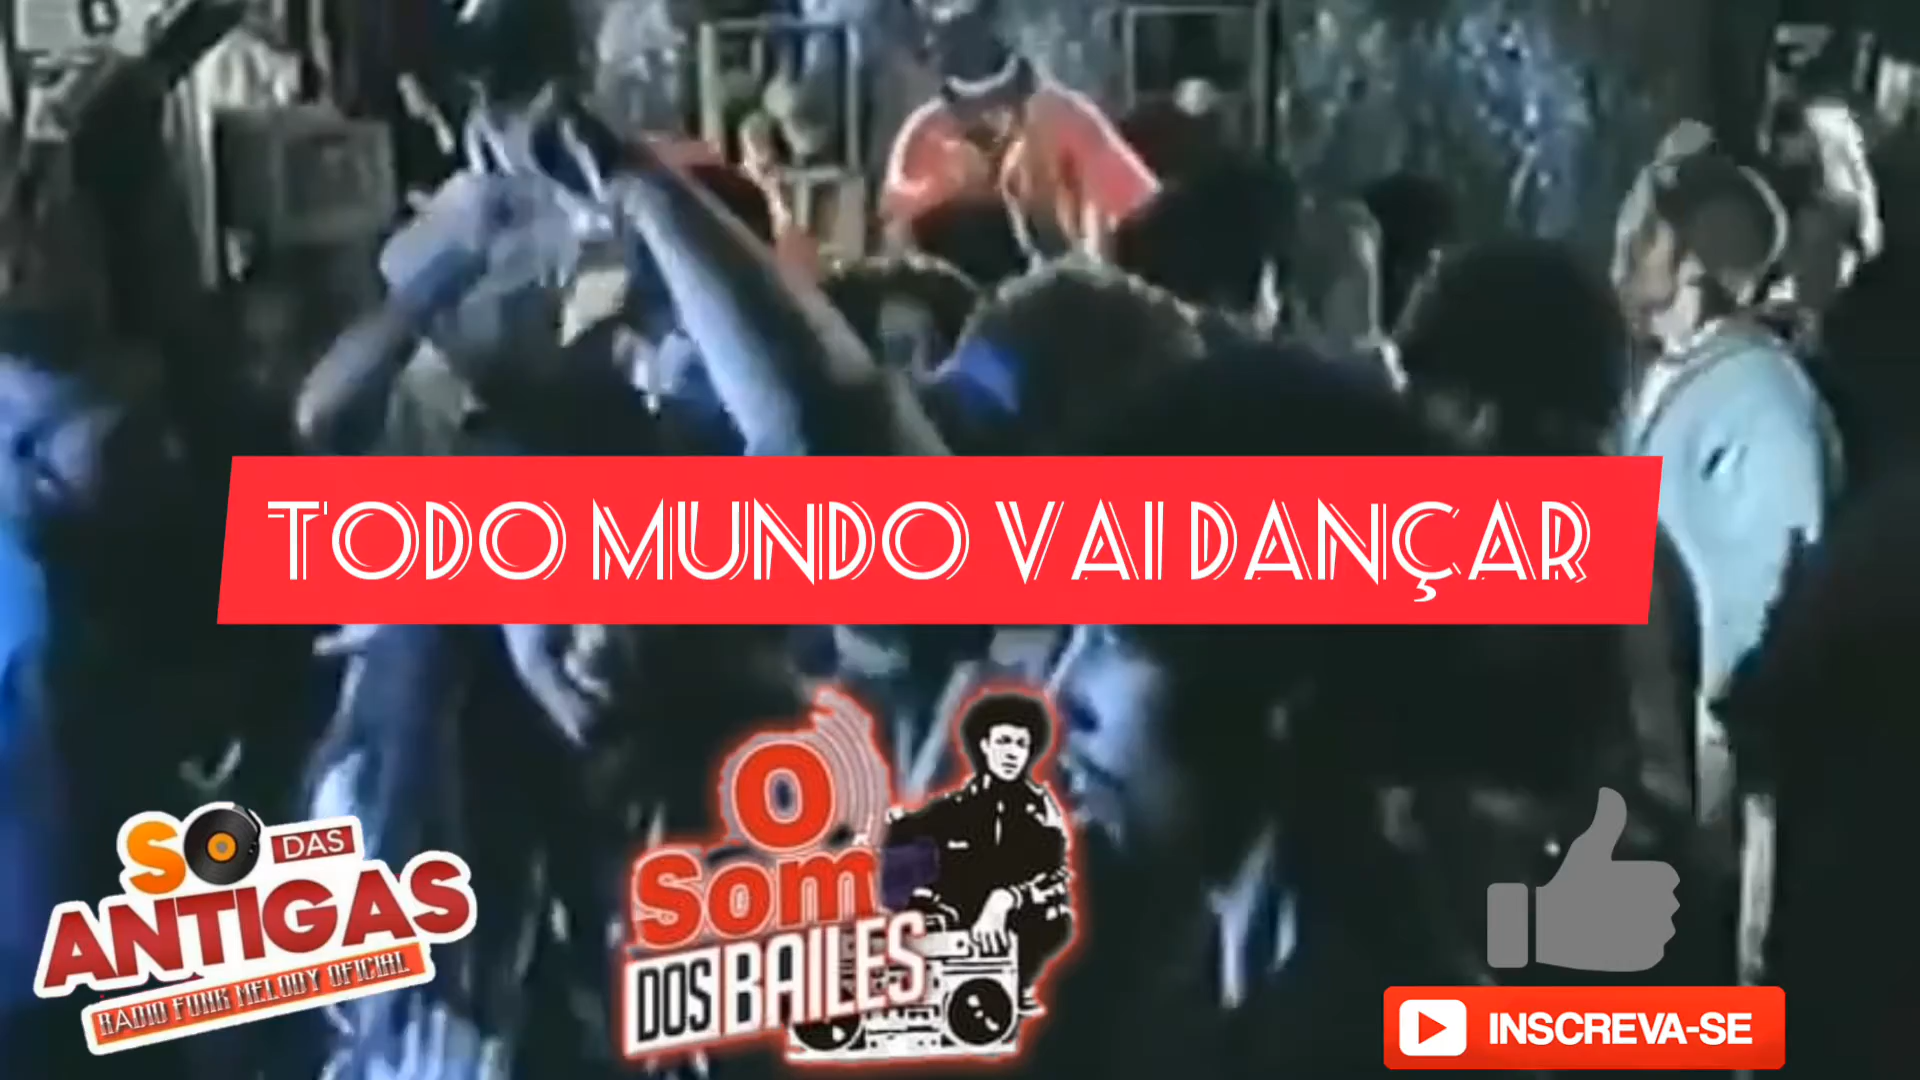 TODO MUNDO VAI DANÇAR
SÓ DAS
ANTIGAS
RADIO FUNK MELODY OFICIAL
O
Som
DOS BAILES
INSCREVA-SE